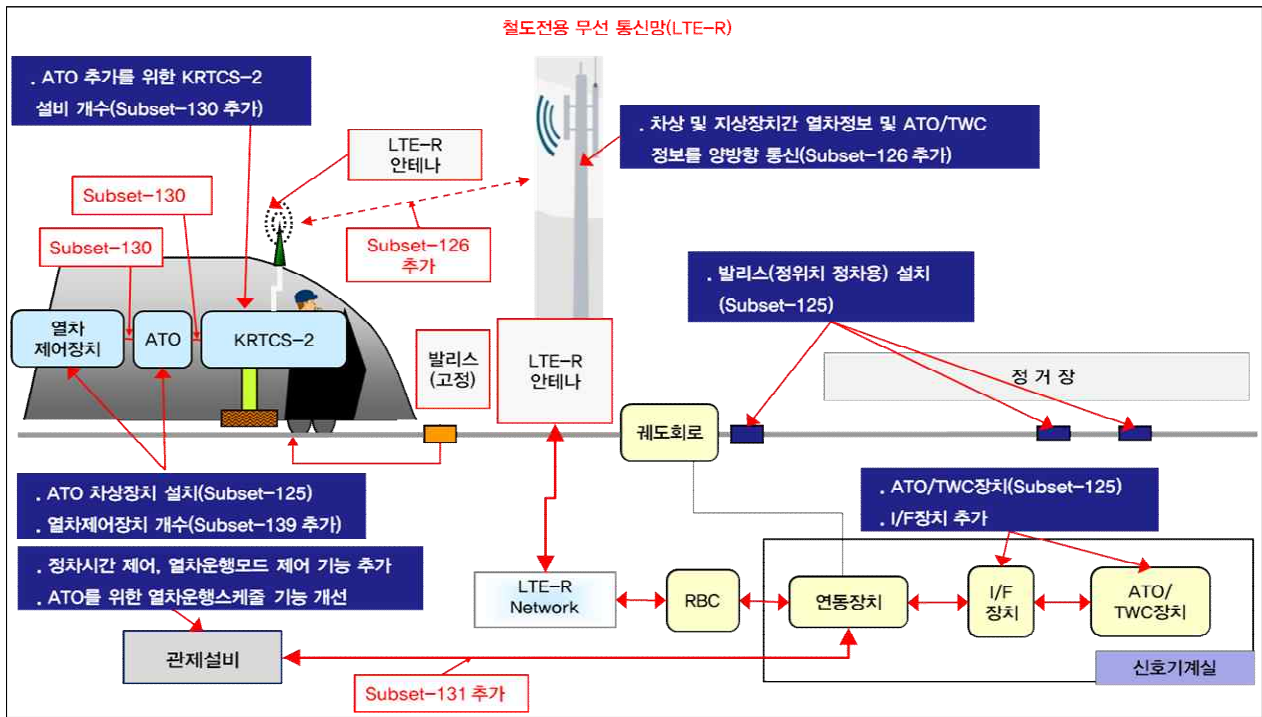 철도전용 무선 통신망(LTE-R)
. ATO 추가를 위한 KRTCS-2
설비 개수(Subset-130 추가)
. 차상 및 지상장치간 열차정보 및 ATO/TWC
정보를 양방향 통신(Subset-126 추가)
LTE-R
안테나
Subset-130
Subset-130
Subset-126
추가
. 발리스(정위치 정차용) 설치
(Subset-125)
열차
제어장치
ATO
KRTCS-2
발리스
(고정)
LTE-R
안테나
정 거 장
궤도회로
. ATO 차상장치 설치(Subset-125)
. 열차제어장치 개수(Subset-139 추가)
. ATO/TWC장치(Subset-125)
. I/F장치 추가
. 정차시간 제어, 열차운행모드 제어 기능 추가
. ATO를 위한 열차운행스케줄 기능 개선
LTE-R
Network
RBC
연동장치
I/F
장치
ATO/
TWC장치
관제설비
신호기계실
Subset-131 추가